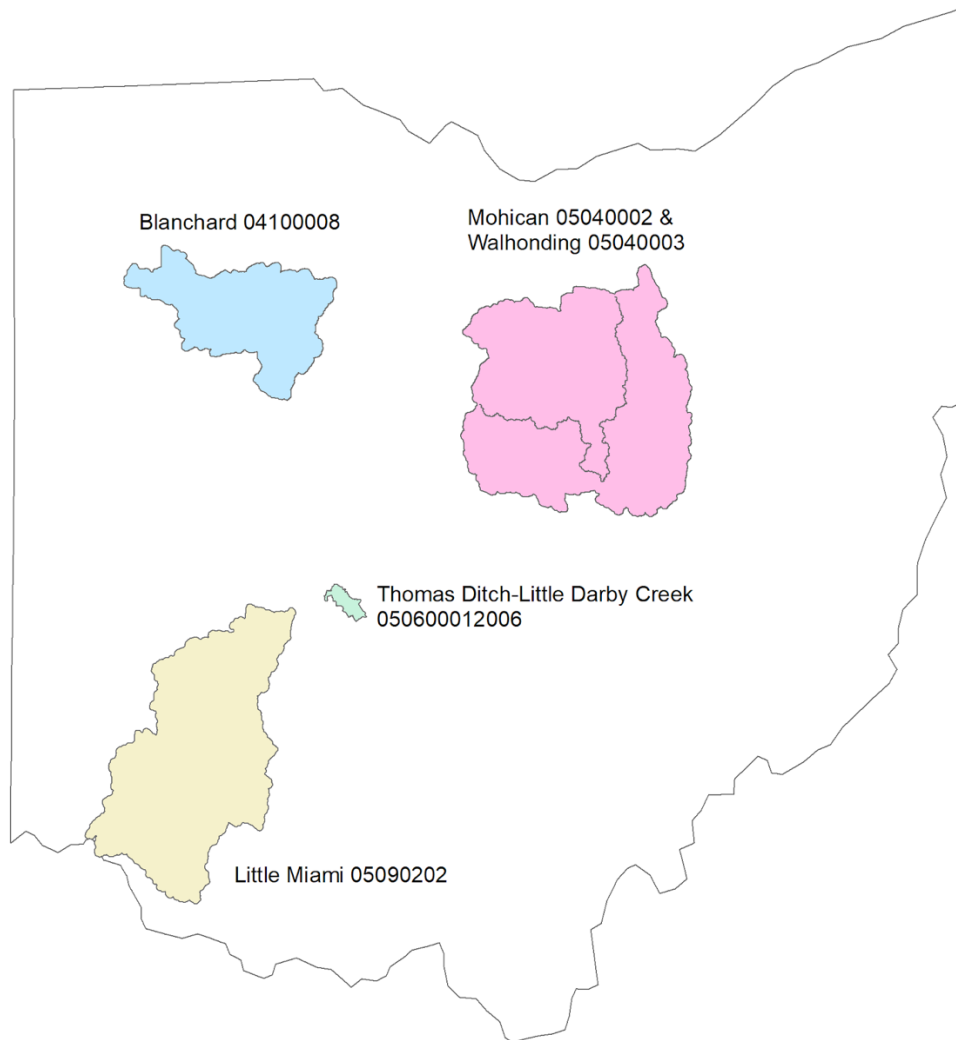 Blanchard 04100008
Mohican 05040002 &
Walhonding 05040003
Thomas Ditch-Little Darby Creek
050600012006
Little Miami 05090202